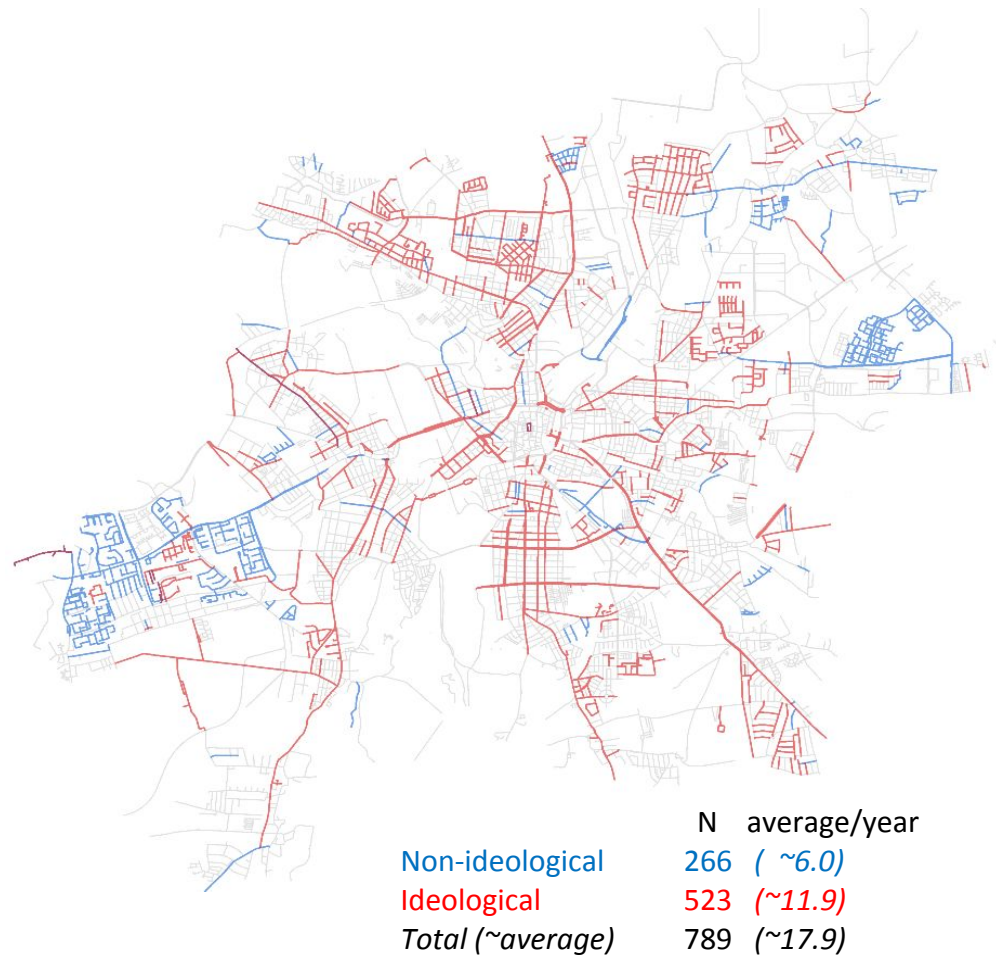 N average/year
Non-ideological 266 ( ~6.0)
Ideological 523 (~11.9)
Total (~average) 789 (~17.9)